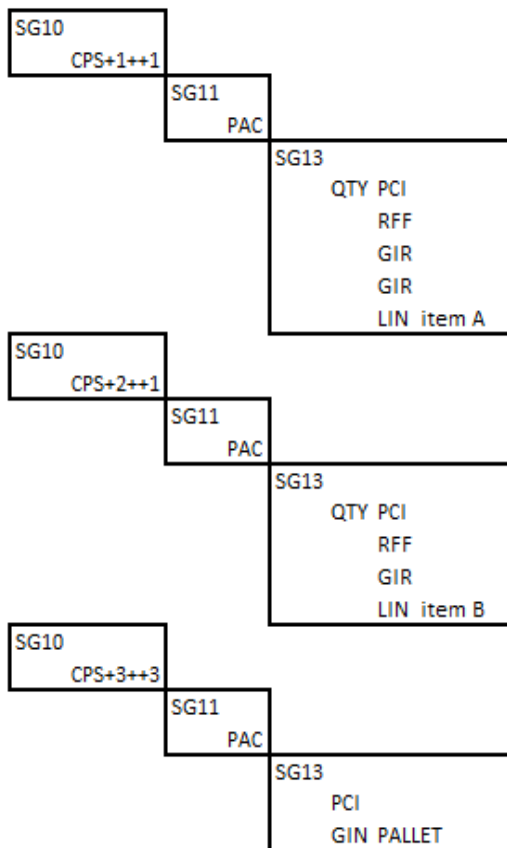 SG10
CPS+1++1
SG11
PAC
SG13
QTY PCI
RFF
GIR
GIR
LIN item A
SG10
CPS+2++1
SG11
PAC
SG13
QTY PCI
RFF
GIR
LIN item B
SG10
CPS+3++3
SG11
PAC
SG13
PCI
GIN PALLET